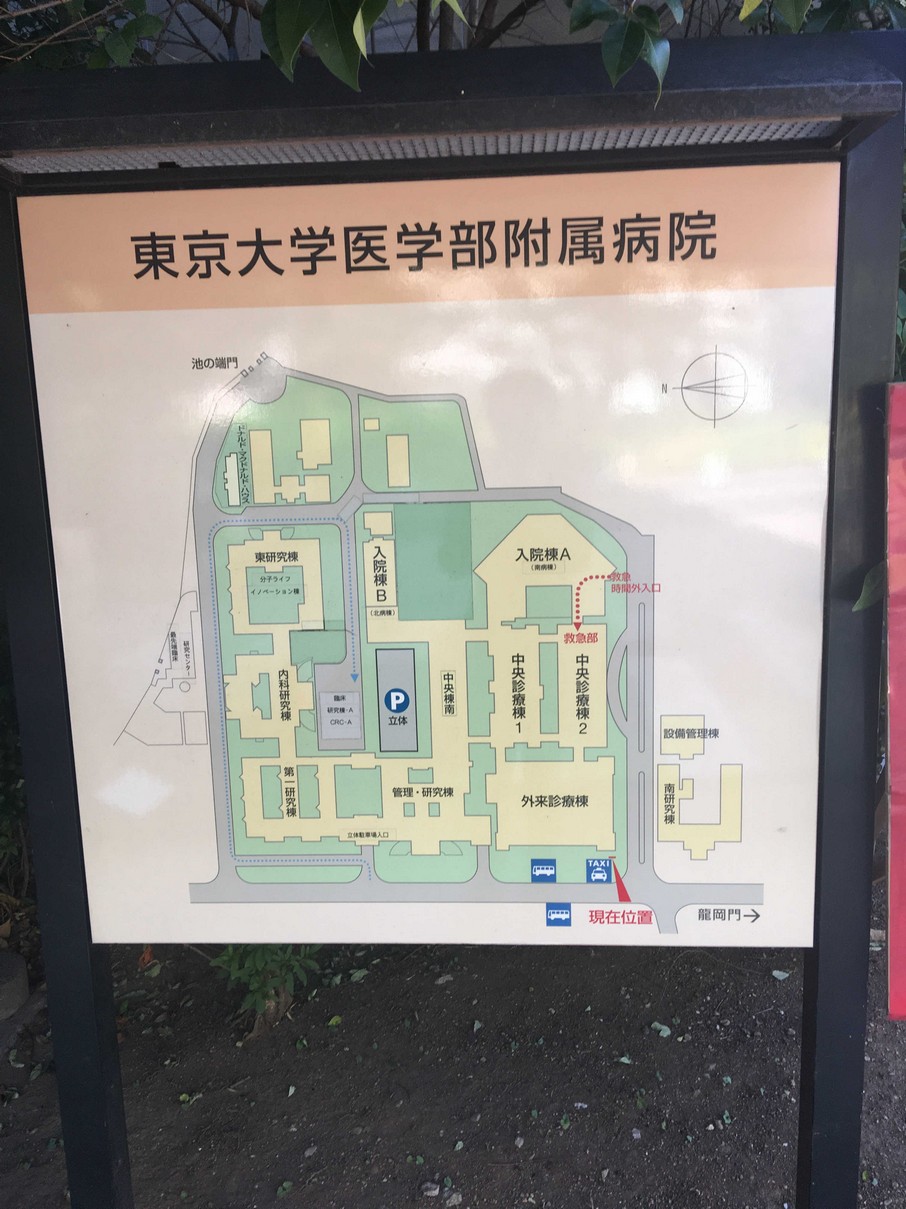 東京大学医学部附属病院
池の端門
N
ドナルド・マクドナルド・ハウス
東研究棟
分子ライフ
イノベーション棟
入院棟B
(北病棟)
入院棟A
(南病棟)
救急
時間外入口
救急部
最先端臨床
研究センター
内科研究棟
臨床
研究棟・A
CRC・A
P
立体
中央棟南
中央診療棟1
中央診療棟2
設備管理棟
第一研究棟
管理・研究棟
外来診療棟
南研究棟
立体駐車場入口
TAXI
現在位置
龍岡門→